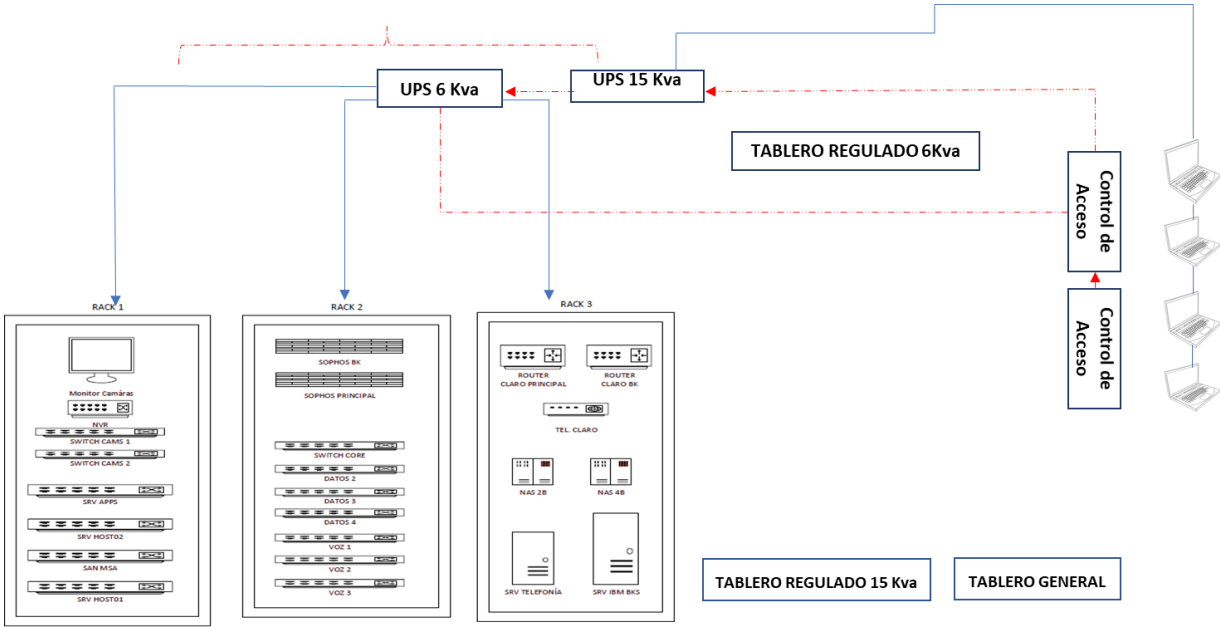 UPS 6 Kva
UPS 15 Kva
TABLERO REGULADO 6Kva
Control de
Acceso
Control de
Acceso
RACK 1
Monitor Camáras
NVR
SWITCH CAMS 1
SWITCH CAMS 2
SRV APPS
SRV HOST02
SAN MSA
SRV HOST01
RACK 2
SOPHOS BK
SOPHOS PRINCIPAL
SWITCH CORE
DATOS 2
DATOS 3
DATOS 4
VOZ 1
VOZ 2
VOZ 3
RACK 3
ROUTER
CLARO PRINCIPAL
ROUTER
CLARO BK
TEL. CLARO
NAS 2B
NAS 4B
SRV TELEFONÍA
SRV IBM BKS
TABLERO REGULADO 15 Kva
TABLERO GENERAL